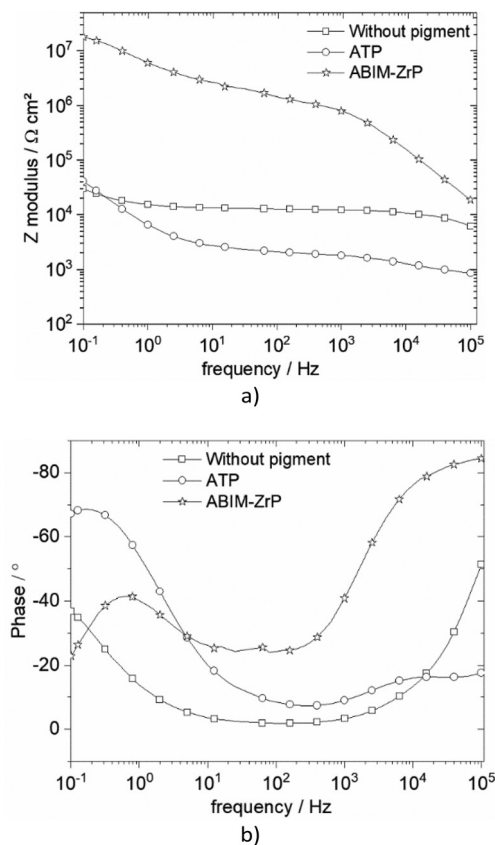 10⁷
10⁶
10⁵
10⁴
10³
10²
Z modulus / Ω cm²
Without pigment
ATP
ABIM-ZrP
10⁻¹ 10⁰ 10¹ 10² 10³ 10⁴ 10⁵
frequency / Hz
a)
-80
-60
-40
-20
0
Phase / °
Without pigment
ATP
ABIM-ZrP
10⁻¹ 10⁰ 10¹ 10² 10³ 10⁴ 10⁵
frequency / Hz
b)